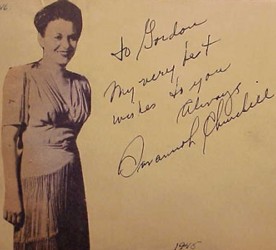 to Gordon
My very best
wishes to you
Always
Savannah Churchill
1945